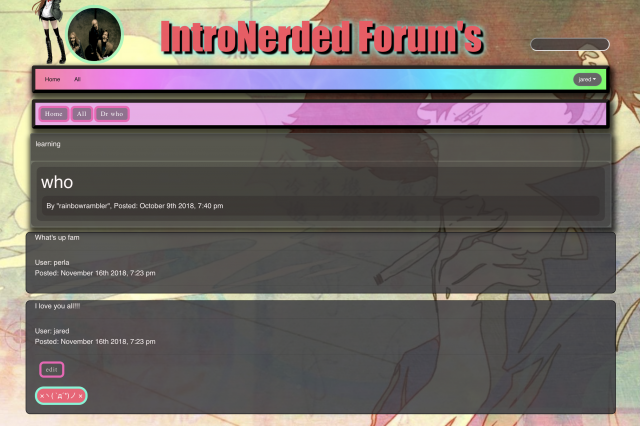 IntroNerded Forum's
Home All jared
Home All Dr who
learning
who
By "rainbowrambler", Posted: October 9th 2018, 7:40 pm
What's up fam
User: perla
Posted: November 16th 2018, 7:23 pm
I love you all!!!
User: jared
Posted: November 16th 2018, 7:23 pm
edit